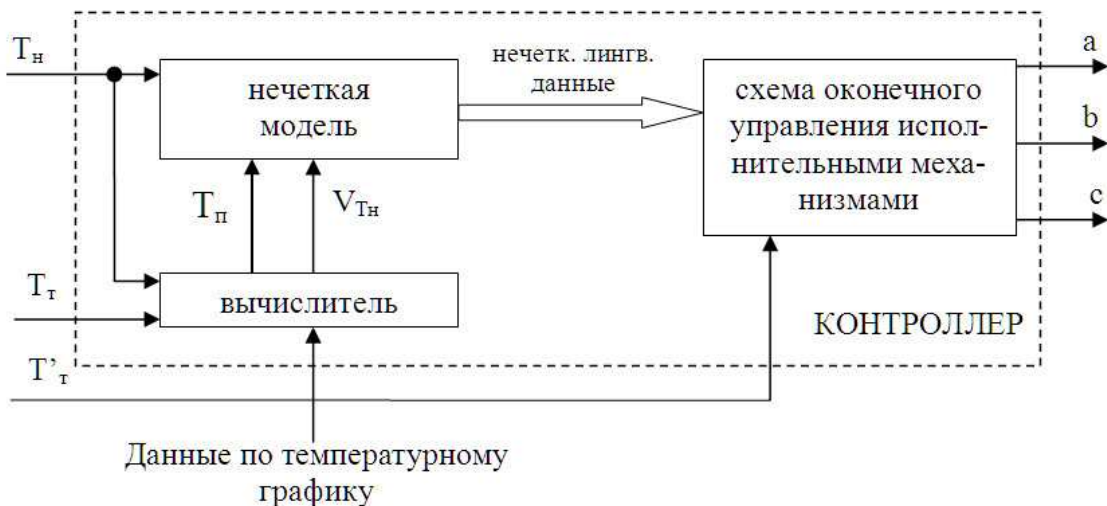 Tн
нечетк. лингв.
данные
a
нечеткая
модель
схема оконечного
управления испол-
нительными меха-
низмами
b
Tп
VTн
c
Tт
вычислитель
КОНТРОЛЛЕР
T’т
Данные по температурному
графику